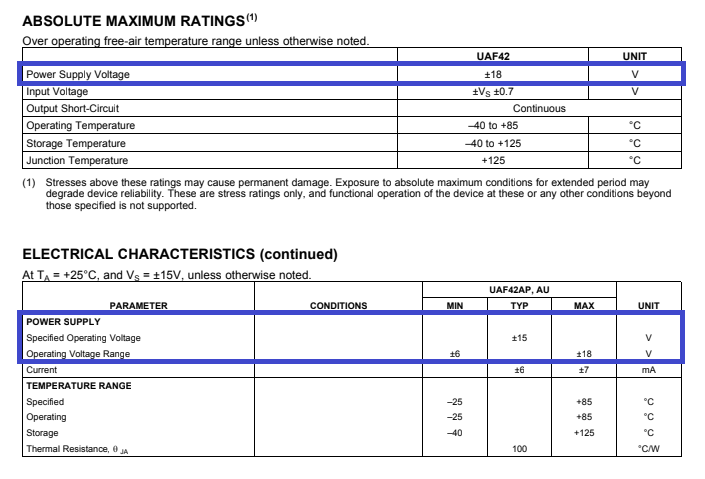 ABSOLUTE MAXIMUM RATINGS(1)
Over operating free-air temperature range unless otherwise noted.
UAF42 UNIT
Power Supply Voltage ±18 V
Input Voltage ±VS ±0.7 V
Output Short-Circuit Continuous
Operating Temperature –40 to +85 °C
Storage Temperature –40 to +125 °C
Junction Temperature +125 °C
(1) Stresses above these ratings may cause permanent damage. Exposure to absolute maximum conditions for extended period may
degrade device reliability. These are stress ratings only, and functional operation of the device at these or any other conditions beyond
those specified is not supported.
ELECTRICAL CHARACTERISTICS (continued)
At TA = +25°C, and VS = ±15V, unless otherwise noted.
UAF42AP, AU
PARAMETER CONDITIONS MIN TYP MAX UNIT
POWER SUPPLY
Specified Operating Voltage ±15 V
Operating Voltage Range ±6 ±18 V
Current ±6 ±7 mA
TEMPERATURE RANGE
Specified –25 +85 °C
Operating –25 +85 °C
Storage –40 +125 °C
Thermal Resistance, θ JA 100 °C/W